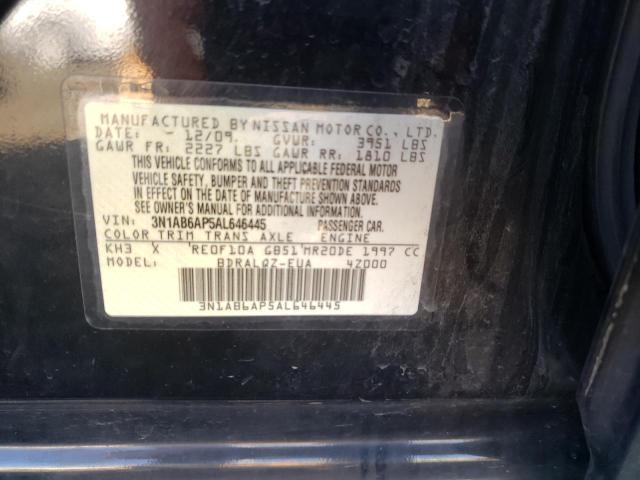 MANUFACTURED BY NISSAN MOTOR CO., LTD.
DATE: - 12/09. GVWR: 3951 LBS
GAWR FR: 2227 LBS GAWR RR: 1810 LBS
THIS VEHICLE CONFORMS TO ALL APPLICABLE FEDERAL MOTOR
VEHICLE SAFETY, BUMPER AND THEFT PREVENTION STANDARDS
IN EFFECT ON THE DATE OF MANUFACTURE SHOWN ABOVE.
SEE OWNER'S MANUAL FOR ADDITIONAL INFORMATION.
VIN: 3N1AB6AP5AL646445 PASSENGER CAR.
COLOR TRIM TRANS AXLE ENGINE
KH3 X RE0F10A GB51 MR20DE 1997 CC
MODEL: BDRALQZ-EUA 4Z000
3N1AB6AP5AL646445